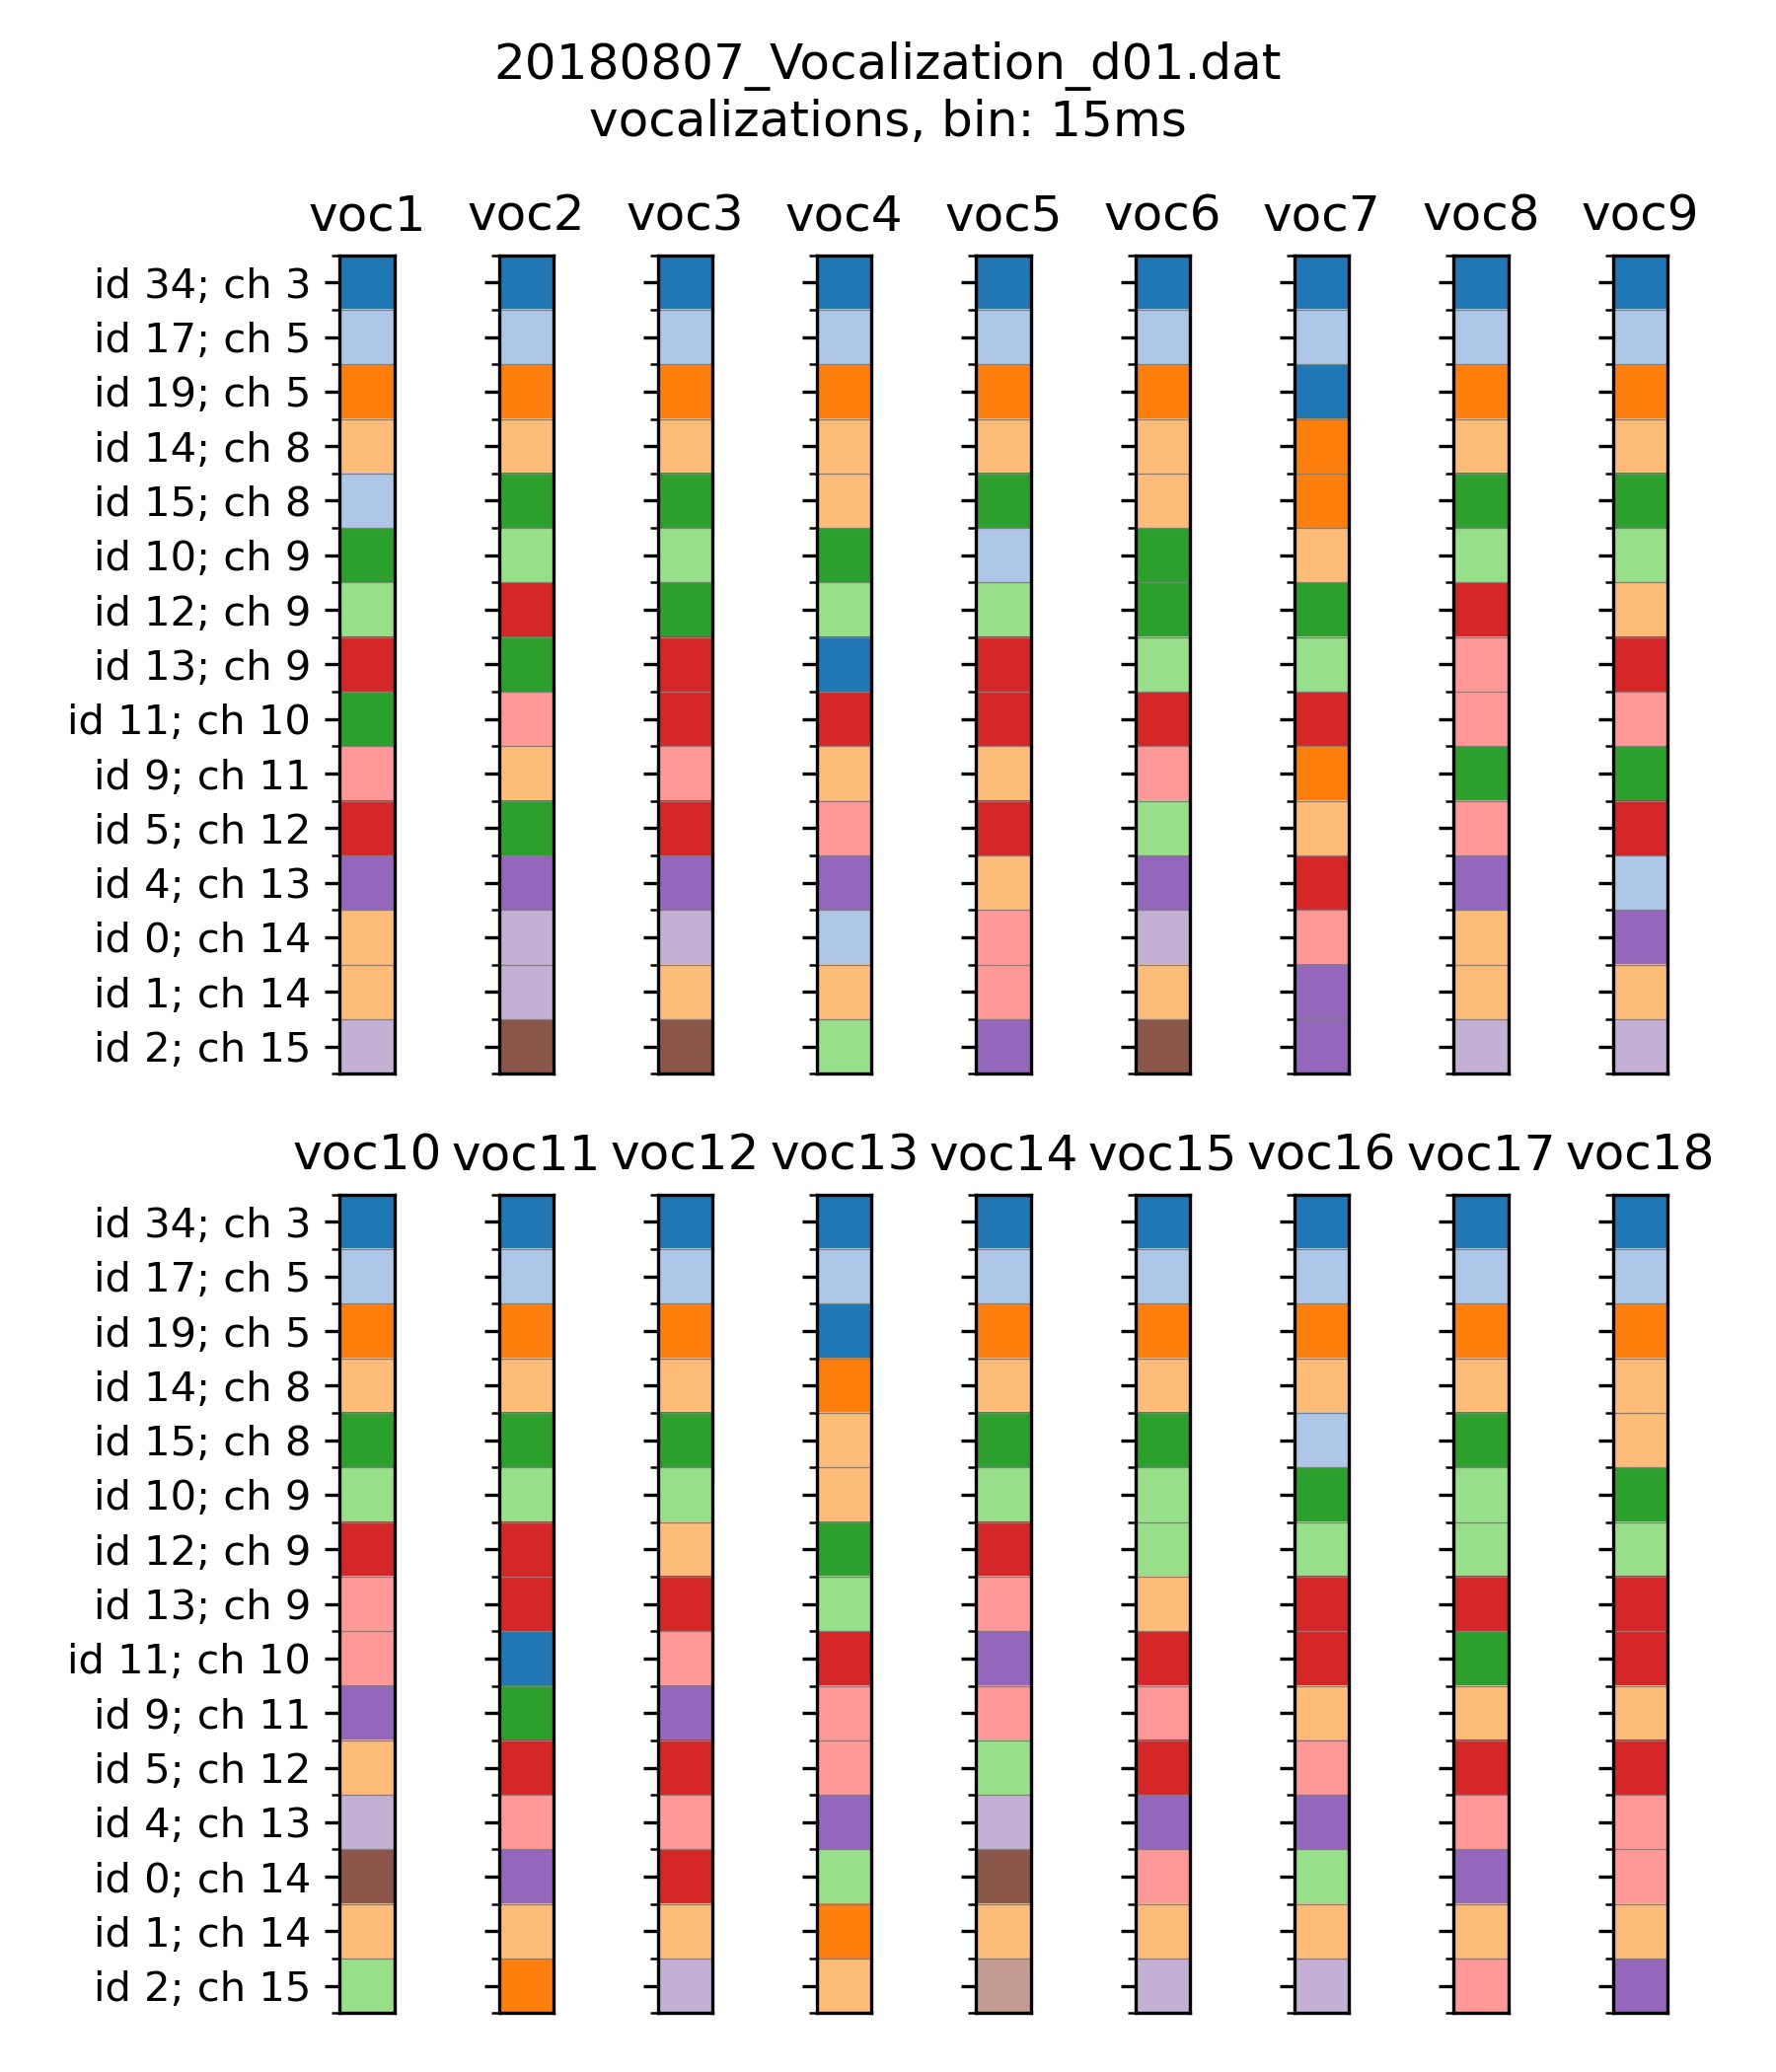 20180807_Vocalization_d01.dat
vocalizations, bin: 15ms
voc1 voc2 voc3 voc4 voc5 voc6 voc7 voc8 voc9
id 34; ch 3
id 17; ch 5
id 19; ch 5
id 14; ch 8
id 15; ch 8
id 10; ch 9
id 12; ch 9
id 13; ch 9
id 11; ch 10
id 9; ch 11
id 5; ch 12
id 4; ch 13
id 0; ch 14
id 1; ch 14
id 2; ch 15
voc10 voc11 voc12 voc13 voc14 voc15 voc16 voc17 voc18
id 34; ch 3
id 17; ch 5
id 19; ch 5
id 14; ch 8
id 15; ch 8
id 10; ch 9
id 12; ch 9
id 13; ch 9
id 11; ch 10
id 9; ch 11
id 5; ch 12
id 4; ch 13
id 0; ch 14
id 1; ch 14
id 2; ch 15